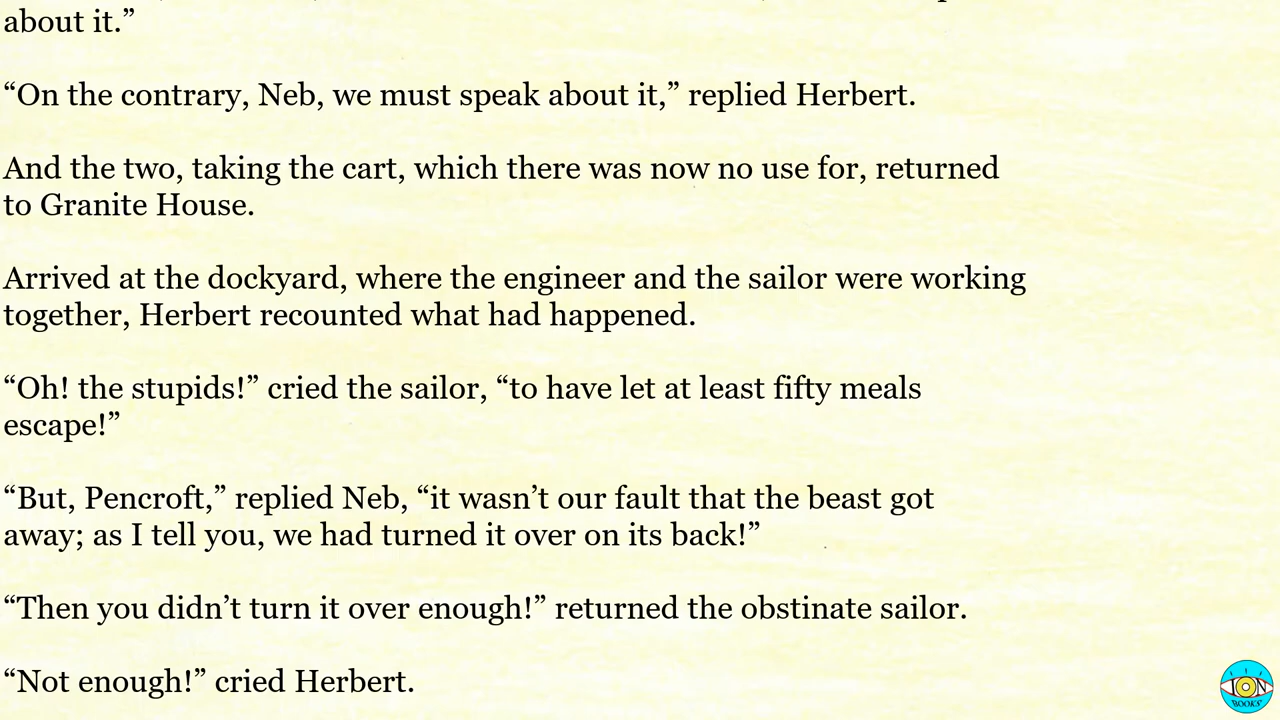 about it.”
“On the contrary, Neb, we must speak about it,” replied Herbert.
And the two, taking the cart, which there was now no use for, returned
to Granite House.
Arrived at the dockyard, where the engineer and the sailor were working
together, Herbert recounted what had happened.
“Oh! the stupids!” cried the sailor, “to have let at least fifty meals
escape!”
“But, Pencroft,” replied Neb, “it wasn’t our fault that the beast got
away; as I tell you, we had turned it over on its back!”
“Then you didn’t turn it over enough!” returned the obstinate sailor.
“Not enough!” cried Herbert.
ION
BOOKS